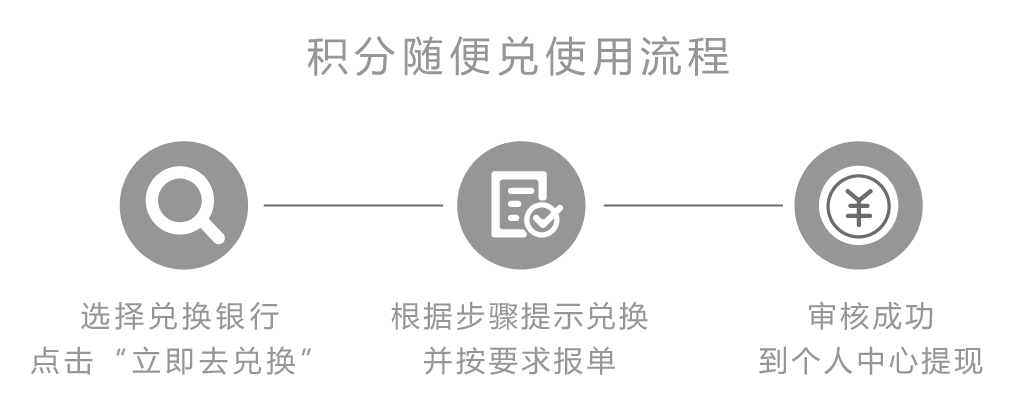 积分随便兑使用流程
¥
选择兑换银行
点击“立即去兑换”
根据步骤提示兑换
并按要求报单
审核成功
到个人中心提现